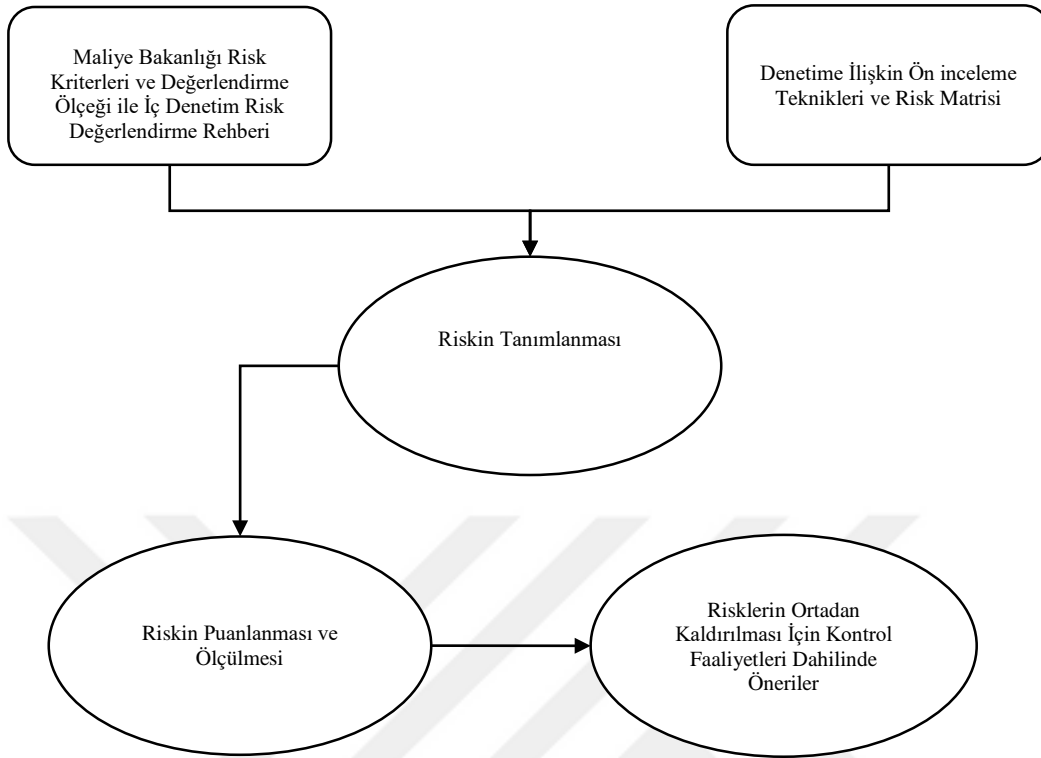 Maliye Bakanlığı Risk
Kriterleri ve Değerlendirme
Ölçeği ile İç Denetim Risk
Değerlendirme Rehberi
Denetime İlişkin Ön inceleme
Teknikleri ve Risk Matrisi
Riskin Tanımlanması
Riskin Puanlanması ve
Ölçülmesi
Risklerin Ortadan
Kaldırılması İçin Kontrol
Faaliyetleri Dahilinde
Öneriler